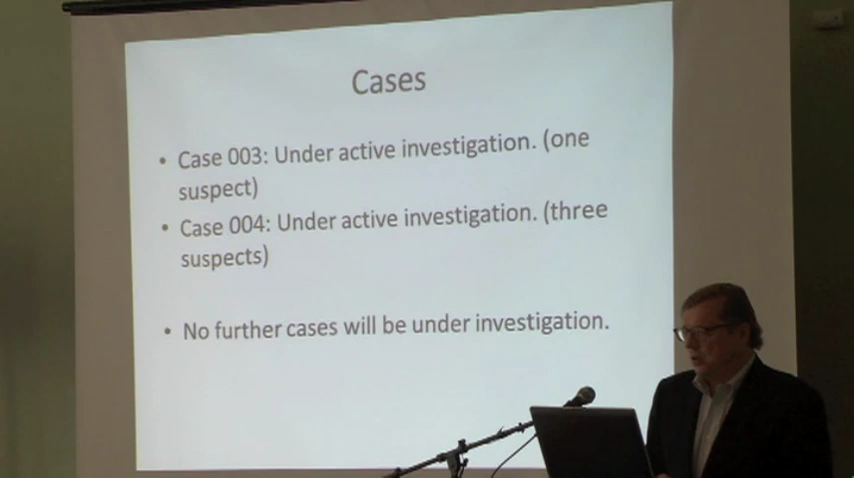 Cases
• Case 003: Under active investigation. (one
suspect)
• Case 004: Under active investigation. (three
suspects)
• No further cases will be under investigation.